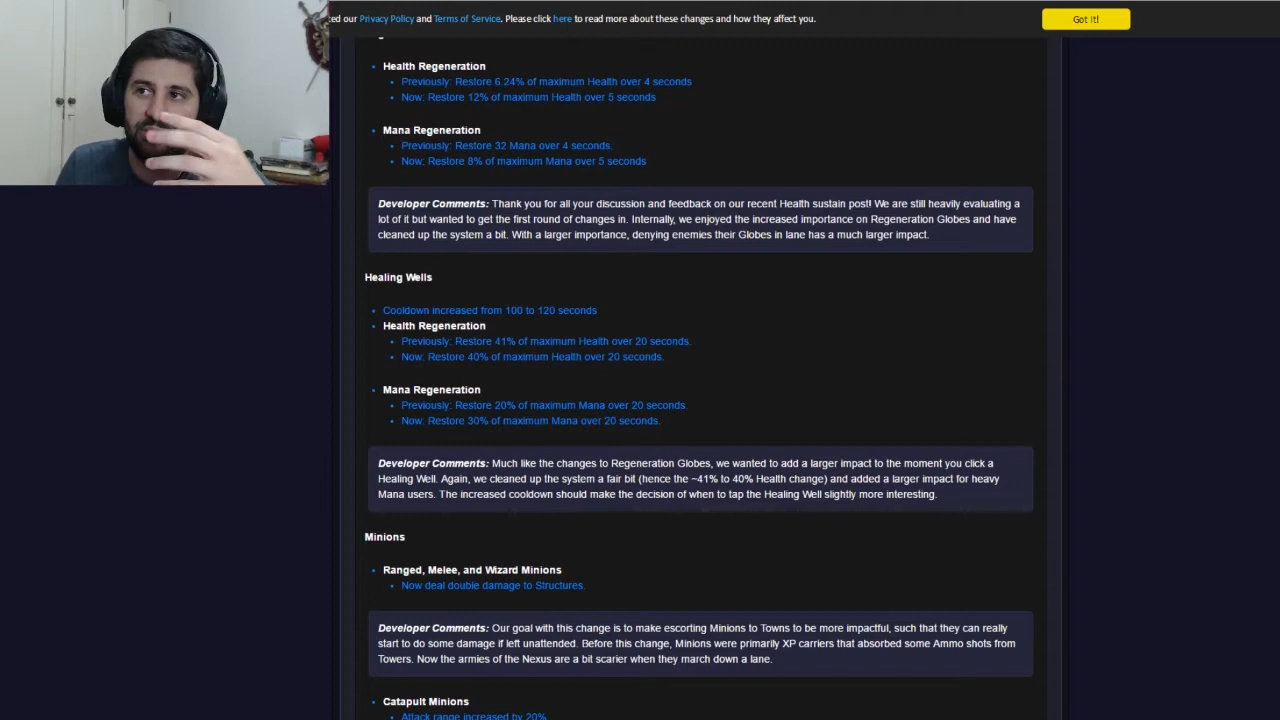 ted our Privacy Policy and Terms of Service. Please click here to read more about these changes and how they affect you.
Got It!
Health Regeneration
Previously: Restore 6.24% of maximum Health over 4 seconds
Now: Restore 12% of maximum Health over 5 seconds
Mana Regeneration
Previously: Restore 32 Mana over 4 seconds.
Now: Restore 8% of maximum Mana over 5 seconds
Developer Comments: Thank you for all your discussion and feedback on our recent Health sustain post! We are still heavily evaluating a
lot of it but wanted to get the first round of changes in. Internally, we enjoyed the increased importance on Regeneration Globes and have
cleaned up the system a bit. With a larger importance, denying enemies their Globes in lane has a much larger impact.
Healing Wells
Cooldown increased from 100 to 120 seconds
Health Regeneration
Previously: Restore 41% of maximum Health over 20 seconds.
Now: Restore 40% of maximum Health over 20 seconds.
Mana Regeneration
Previously: Restore 20% of maximum Mana over 20 seconds.
Now: Restore 30% of maximum Mana over 20 seconds.
Developer Comments: Much like the changes to Regeneration Globes, we wanted to add a larger impact to the moment you click a
Healing Well. Again, we cleaned up the system a fair bit (hence the ~41% to 40% Health change) and added a larger impact for heavy
Mana users. The increased cooldown should make the decision of when to tap the Healing Well slightly more interesting.
Minions
Ranged, Melee, and Wizard Minions
Now deal double damage to Structures.
Developer Comments: Our goal with this change is to make escorting Minions to Towns to be more impactful, such that they can really
start to do some damage if left unattended. Before this change, Minions were primarily XP carriers that absorbed some Ammo shots from
Towers. Now the armies of the Nexus are a bit scarier when they march down a lane.
Catapult Minions
Attack range increased by 20%